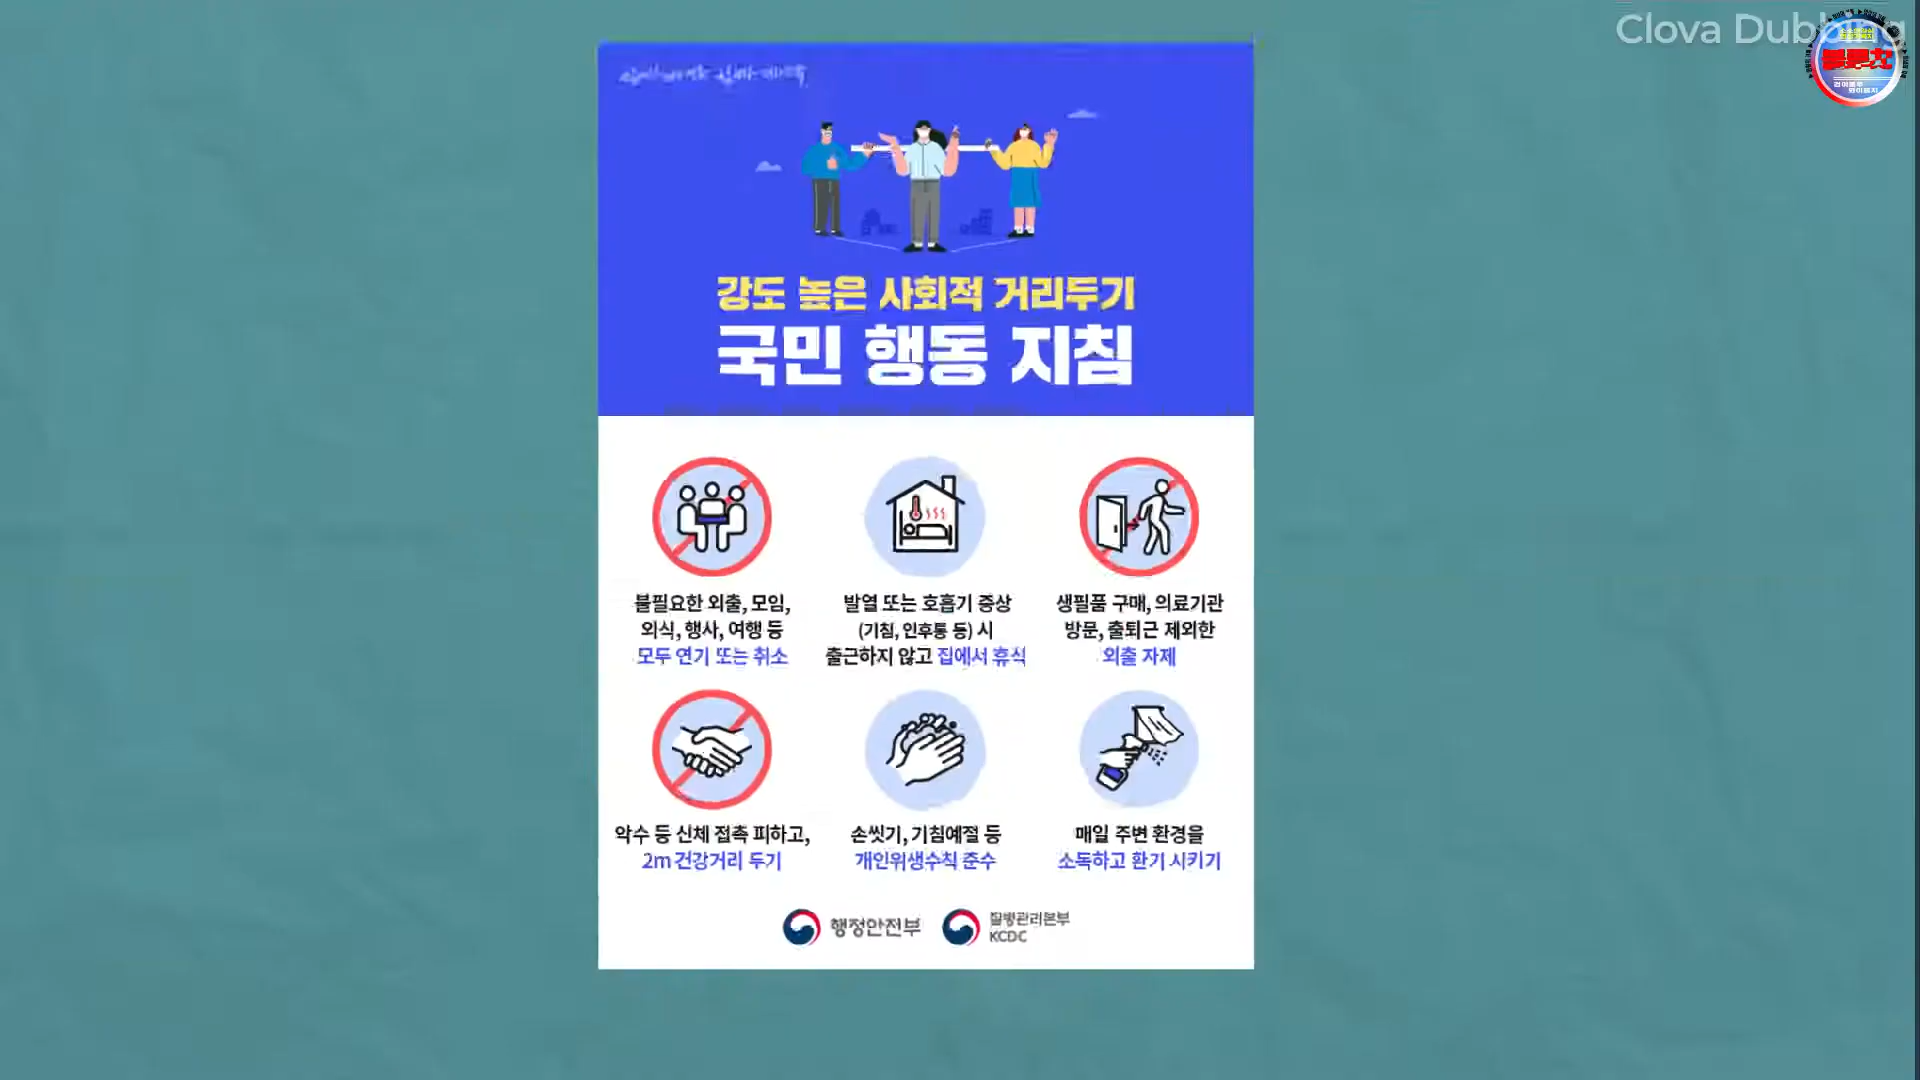 Clova Dubbing
강도 높은 사회적 거리두기
국민 행동 지침
불필요한 외출, 모임,
외식, 행사, 여행 등
모두 연기 또는 취소
발열 또는 호흡기 증상
(기침, 인후통 등) 시
출근하지 않고 집에서 휴식
생필품 구매, 의료기관
방문, 출퇴근 제외한
외출 자제
악수 등 신체 접촉 피하고,
2m 건강거리 두기
손씻기, 기침예절 등
개인위생수칙 준수
매일 주변 환경을
소독하고 환기 시키기
행정안전부
질병관리본부
KCDC